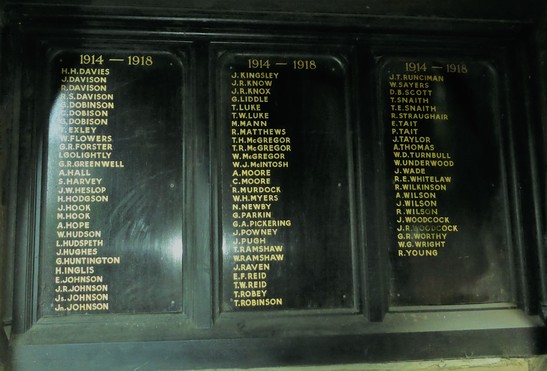 1914 — 1918
H.H.DAVIES
J.DAVISON
R.DAVISON
R.S.DAVISON
G.DOBINSON
C.DOBISON
G.DOBISON
T.EXLEY
W.FLOWERS
G.R.FORSTER
I.GOLIGHTLY
G.R.GREENWELL
A.HALL
S.HARVEY
J.W.HESLOP
H.HODGSON
J.HOOK
M.HOOK
A.HOPE
W.HUDSON
L.HUDSPETH
J.HUGHES
G.HUNTINGTON
H.INGLIS
E.JOHNSON
J.R.JOHNSON
Js.JOHNSON
Jn.JOHNSON
1914 — 1918
J.KINGSLEY
J.R.KNOW
J.R.KNOX
G.LIDDLE
T.LUKE
T.W.LUKE
M.MANN
R.MATTHEWS
T.H.McGREGOR
T.R.McGREGOR
W.McGREGOR
W.J.McINTOSH
A.MOORE
C.MOORE
R.MURDOCK
W.H.MYERS
N.NEWBY
G.PARKIN
G.A.PICKERING
J.POWNEY
J.PUGH
T.RAMSHAW
W.RAMSHAW
J.RAVEN
E.F.REID
T.W.REID
T.ROBEY
T.ROBINSON
1914 — 1918
J.T.RUNCIMAN
W.SAYERS
D.B.SCOTT
T.SNAITH
T.E.SNAITH
R.STRAUGHAIR
E.TAIT
P.TAIT
J.TAYLOR
A.THOMAS
W.D.TURNBULL
W.UNDERWOOD
J.WADE
R.E.WHITELAW
R.WILKINSON
A.WILSON
J.WILSON
R.WILSON
J.WOODCOCK
J.R.WOODCOCK
G.R.WORTHY
W.G.WRIGHT
R.YOUNG